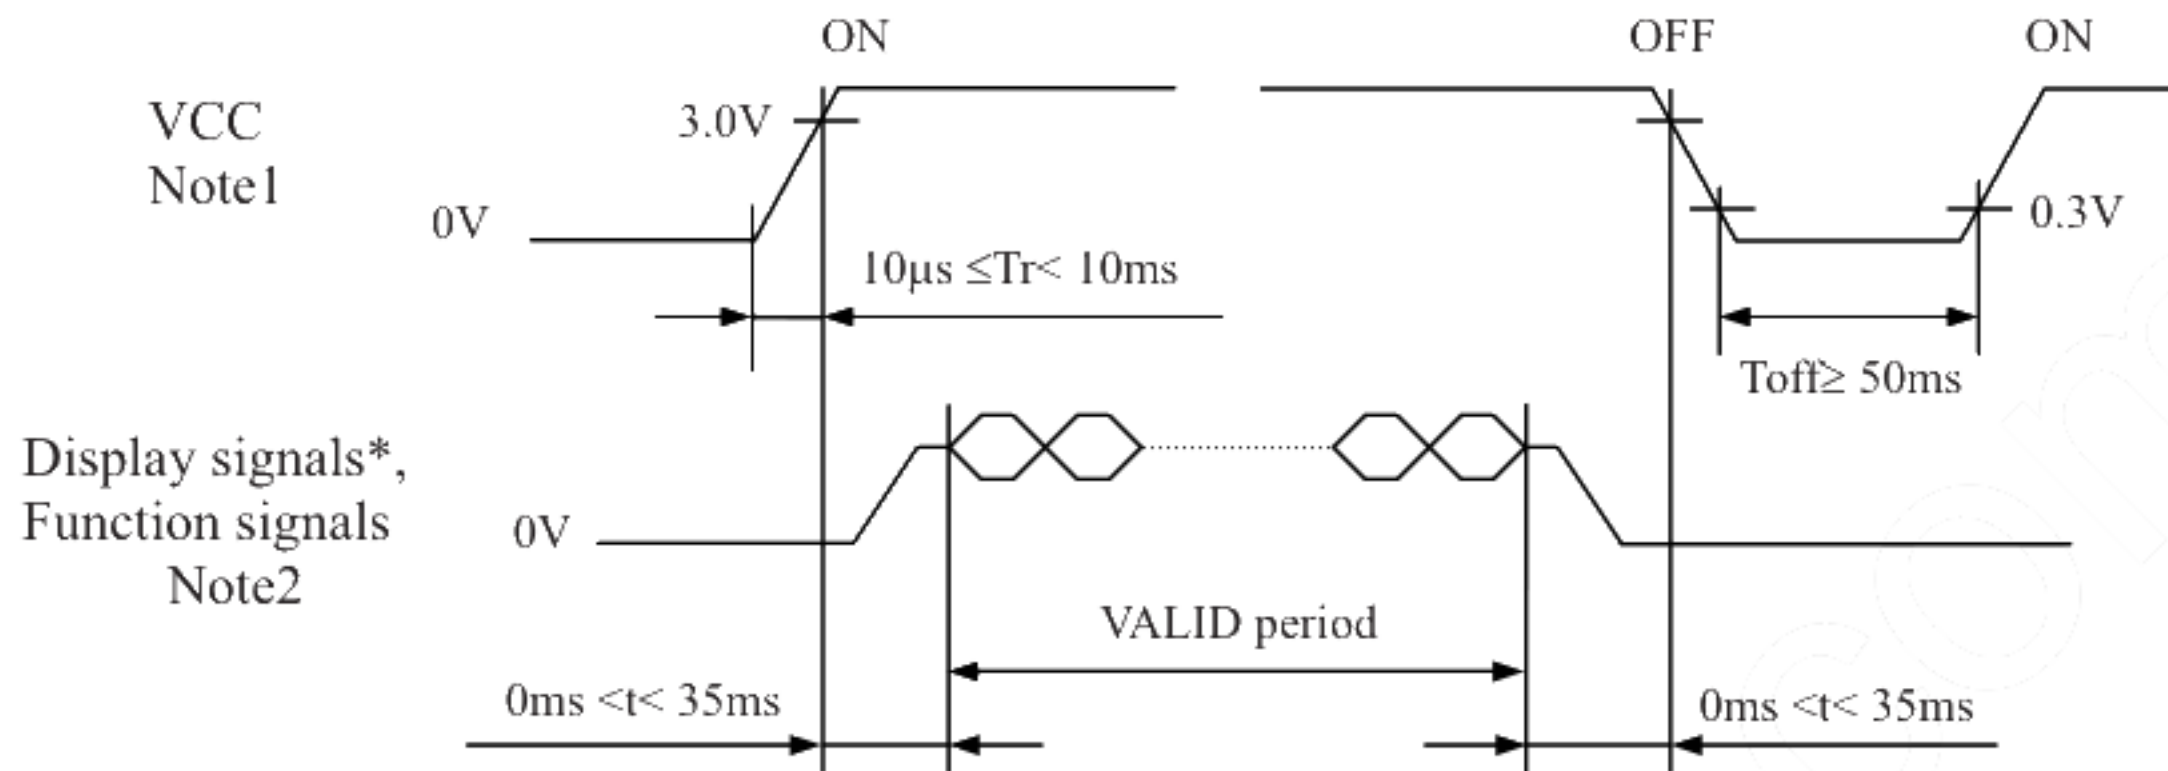 ON
OFF
ON
VCC
Note1
3.0V
0V
0.3V
10μs ≤Tr< 10ms
Toff≥ 50ms
Display signals*,
Function signals
Note2
0V
VALID period
0ms <t< 35ms
0ms <t< 35ms